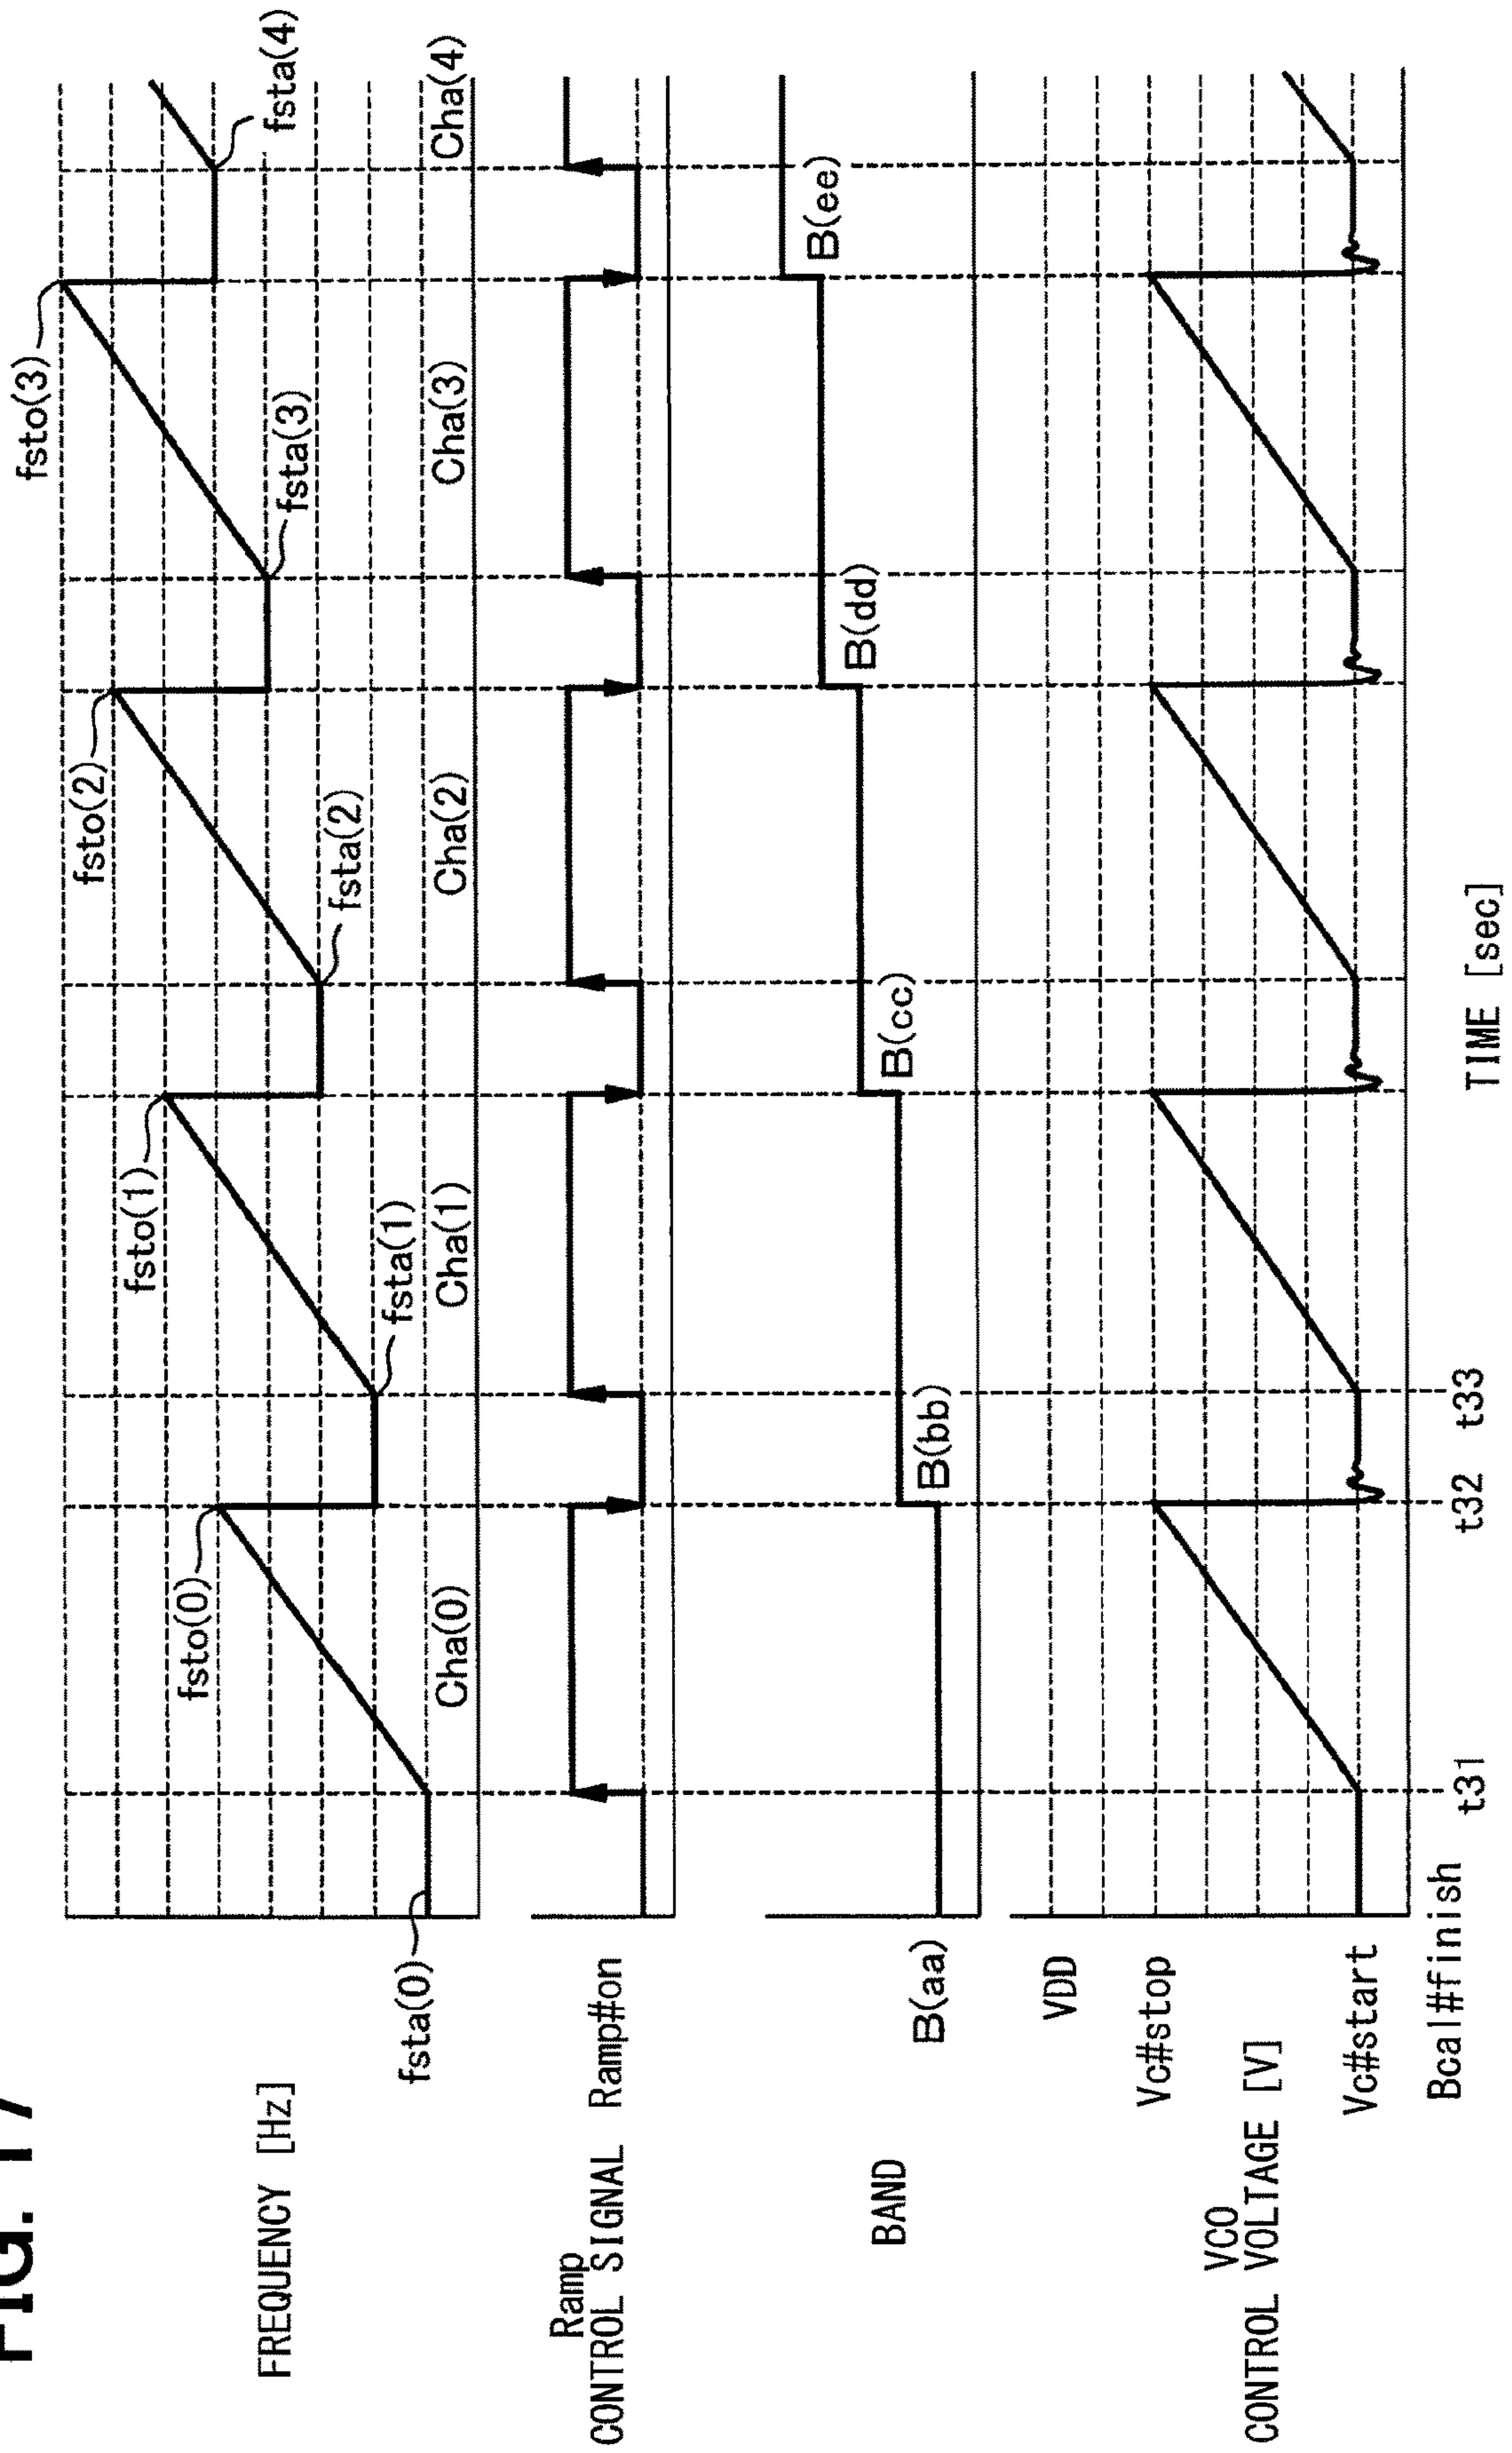 FIG. 17
FREQUENCY [Hz]
fsta(0)
fsto(0)
fsta(1)
fsto(1)
fsta(2)
fsto(2)
fsta(3)
fsto(3)
fsta(4)
Cha(0)
Cha(1)
Cha(2)
Cha(3)
Cha(4)
Ramp
CONTROL SIGNAL Ramp#on
BAND
B(aa)
B(bb)
B(cc)
B(dd)
B(ee)
VCO
CONTROL VOLTAGE [V]
VDD
Vc#stop
Vc#start
Bcal#finish
t31
t32
t33
TIME [sec]